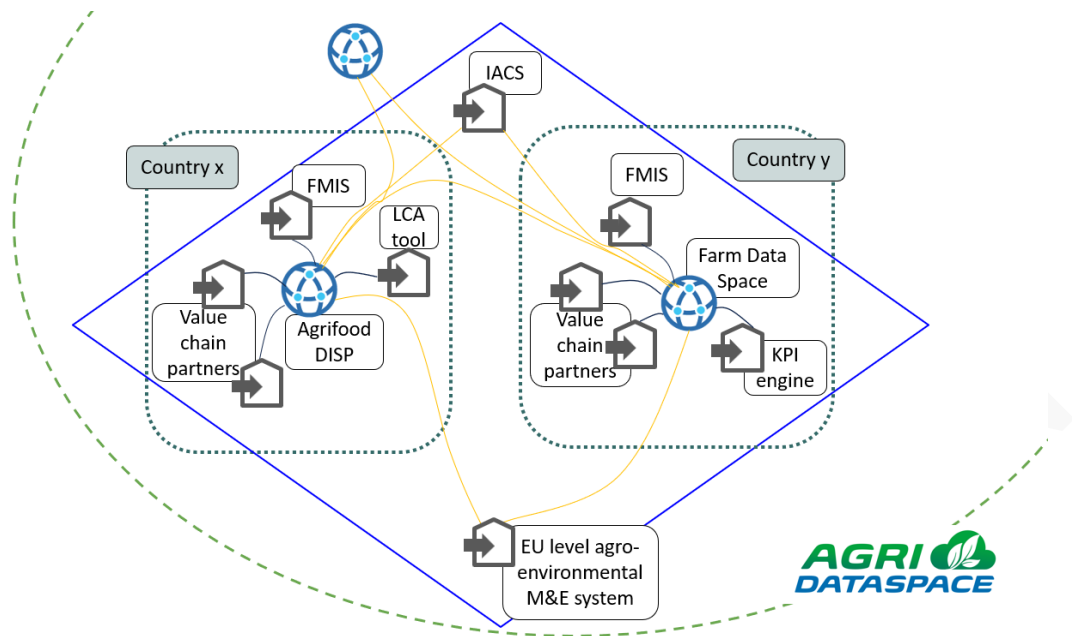 IACS
Country x
Country y
FMIS
FMIS
LCA
tool
Farm Data
Space
Value
chain
partners
Agrifood
DISP
Value
chain
partners
KPI
engine
EU level agro-
environmental
M&E system
AGRI
DATASPACE